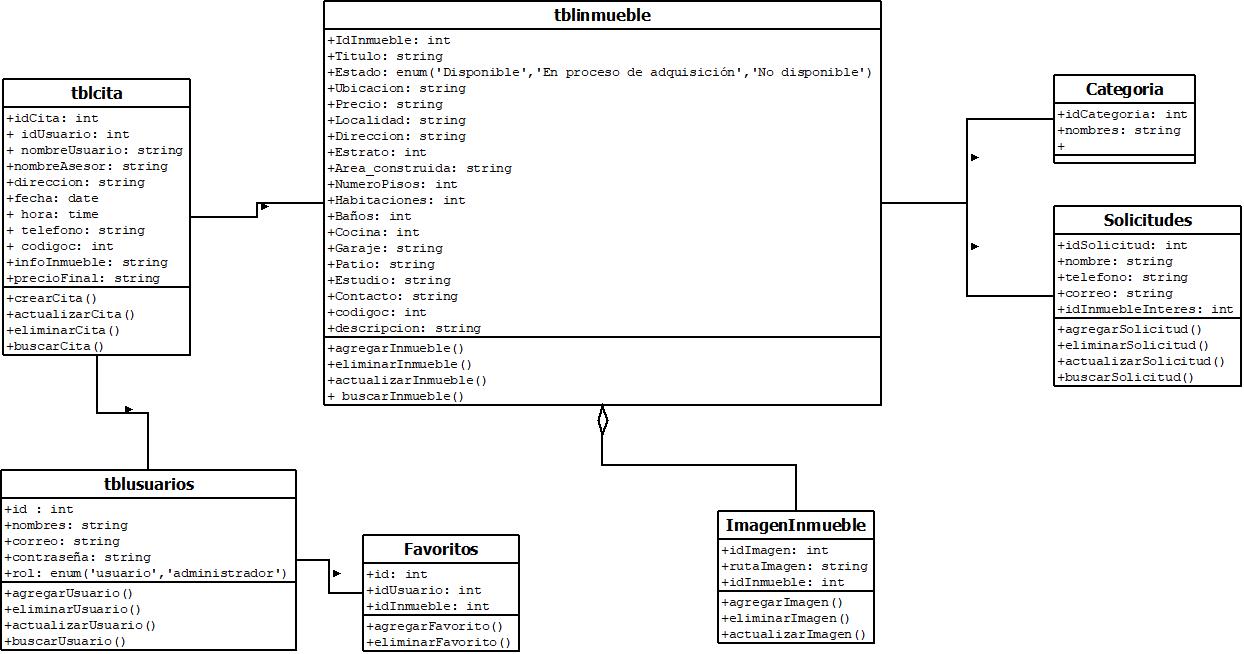 tblinmueble
+IdInmueble: int
+Titulo: string
+Estado: enum('Disponible','En proceso de adquisición','No disponible')
+Ubicacion: string
+Precio: string
+Localidad: string
+Direccion: string
+Estrato: int
+Area_construida: string
+NumeroPisos: int
+Habitaciones: int
+Baños: int
+Cocina: int
+Garaje: string
+Patio: string
+Estudio: string
+Contacto: string
+codigoc: int
+descripcion: string
+agregarInmueble()
+eliminarInmueble()
+actualizarInmueble()
+ buscarInmueble()
tblcita
+idCita: int
+ idUsuario: int
+ nombreUsuario: string
+nombreAsesor: string
+direccion: string
+fecha: date
+ hora: time
+ telefono: string
+ codigoc: int
+infoInmueble: string
+precioFinal: string
+crearCita()
+actualizarCita()
+eliminarCita()
+buscarCita()
Categoria
+idCategoria: int
+nombres: string
+
Solicitudes
+idSolicitud: int
+nombre: string
+telefono: string
+correo: string
+idInmuebleInteres: int
+agregarSolicitud()
+eliminarSolicitud()
+actualizarSolicitud()
+buscarSolicitud()
tblusuarios
+id : int
+nombres: string
+correo: string
+contraseña: string
+rol: enum('usuario','administrador')
+agregarUsuario()
+eliminarUsuario()
+actualizarUsuario()
+buscarUsuario()
Favoritos
+id: int
+idUsuario: int
+idInmueble: int
+agregarFavorito()
+eliminarFavorito()
ImagenInmueble
+idImagen: int
+rutaImagen: string
+idInmueble: int
+agregarImagen()
+eliminarImagen()
+actualizarImagen()